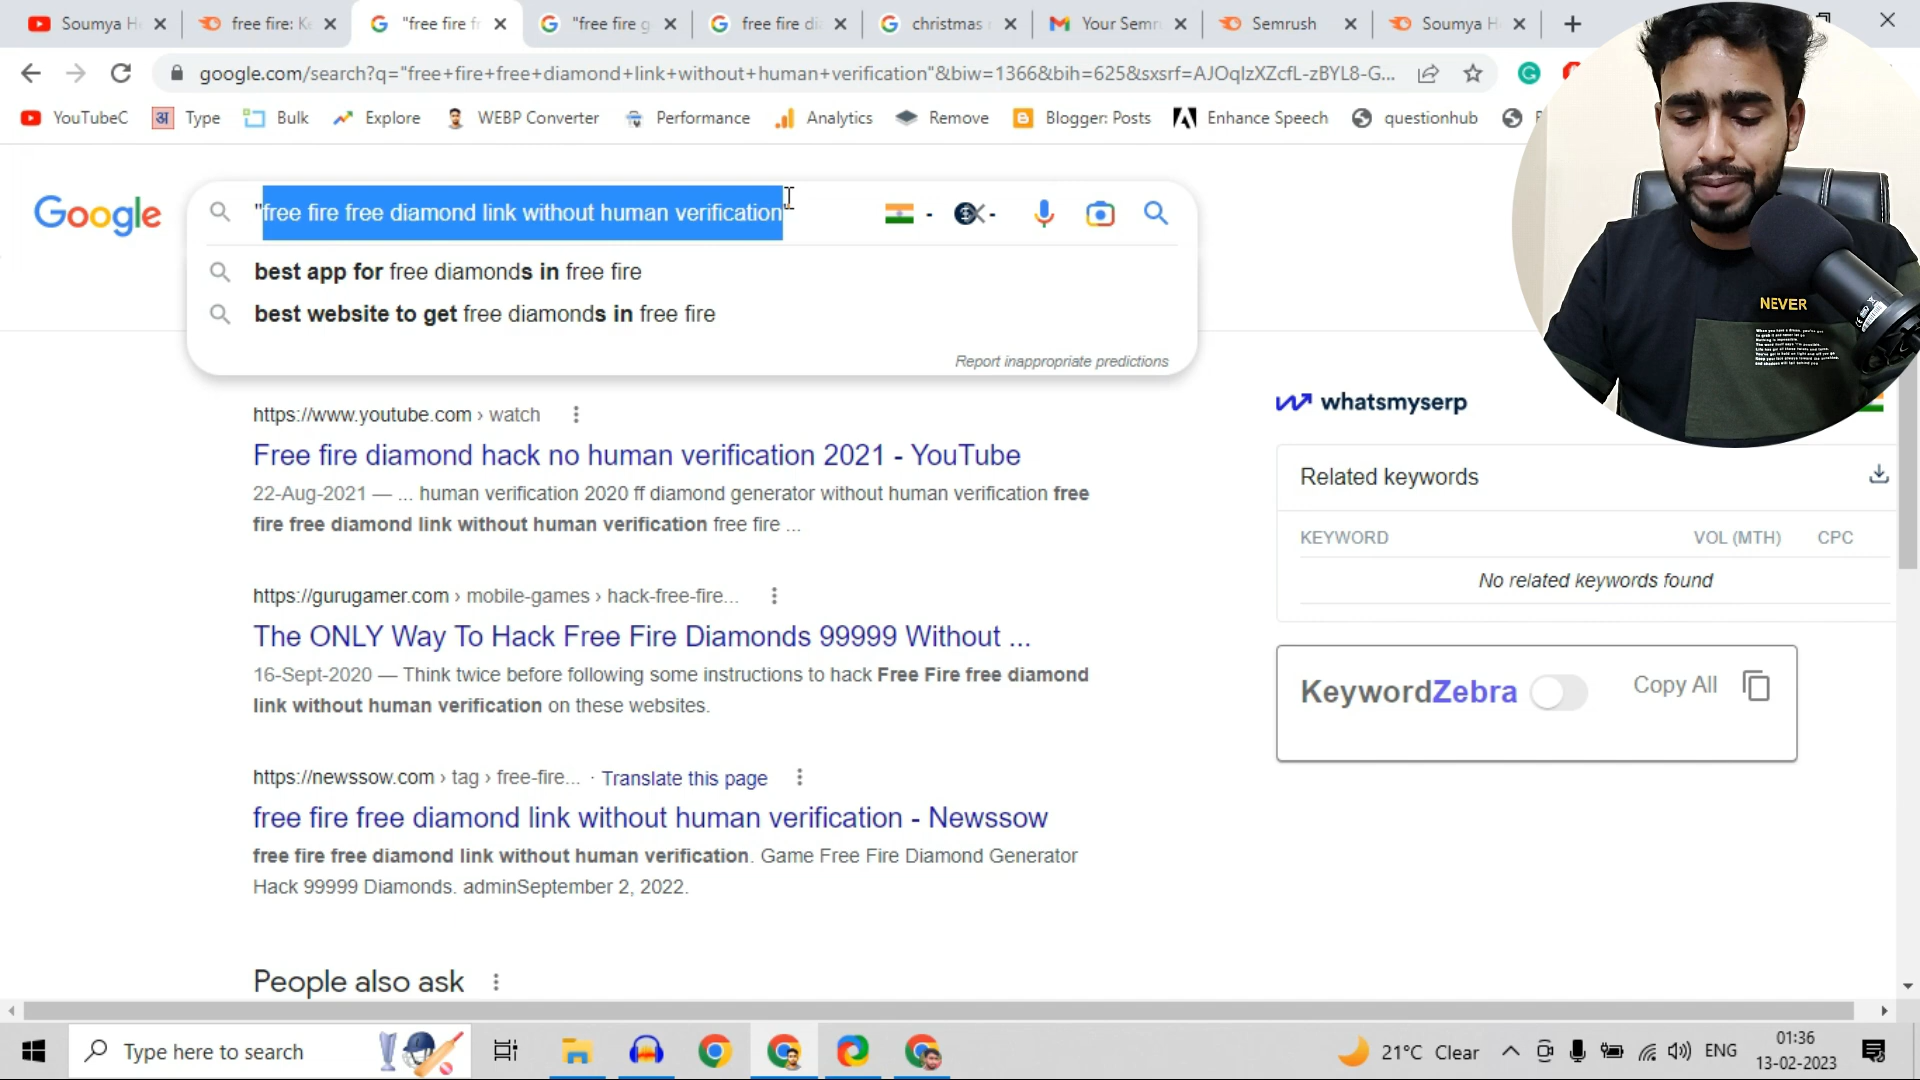 Soumya H
free fire: Ke
"free fire fr
"free fire g
free fire dia
christmas
Your Semr
Semrush
Soumya H
google.com/search?q="free+fire+free+diamond+link+without+human+verification"&biw=1366&bih=625&sxsrf=AJOqlzXZcfL-zBYL8-G...
YouTubeC
अ Type
Bulk
Explore
WEBP Converter
Performance
Analytics
Remove
Blogger: Posts
Enhance Speech
questionhub
Google
"free fire free diamond link without human verification"
best app for free diamonds in free fire
best website to get free diamonds in free fire
Report inappropriate predictions
https://www.youtube.com › watch
Free fire diamond hack no human verification 2021 - YouTube
22-Aug-2021 — ... human verification 2020 ff diamond generator without human verification free
fire free diamond link without human verification free fire ...
https://gurugamer.com › mobile-games › hack-free-fire...
The ONLY Way To Hack Free Fire Diamonds 99999 Without ...
16-Sept-2020 — Think twice before following some instructions to hack Free Fire free diamond
link without human verification on these websites.
https://newssow.com › tag › free-fire... · Translate this page
free fire free diamond link without human verification - Newssow
free fire free diamond link without human verification. Game Free Fire Diamond Generator
Hack 99999 Diamonds. adminSeptember 2, 2022.
People also ask
NEVER
whatsmyserp
Related keywords
KEYWORD VOL (MTH) CPC
No related keywords found
KeywordZebra
Copy All
Type here to search
21°C Clear
ENG
01:36
13-02-2023